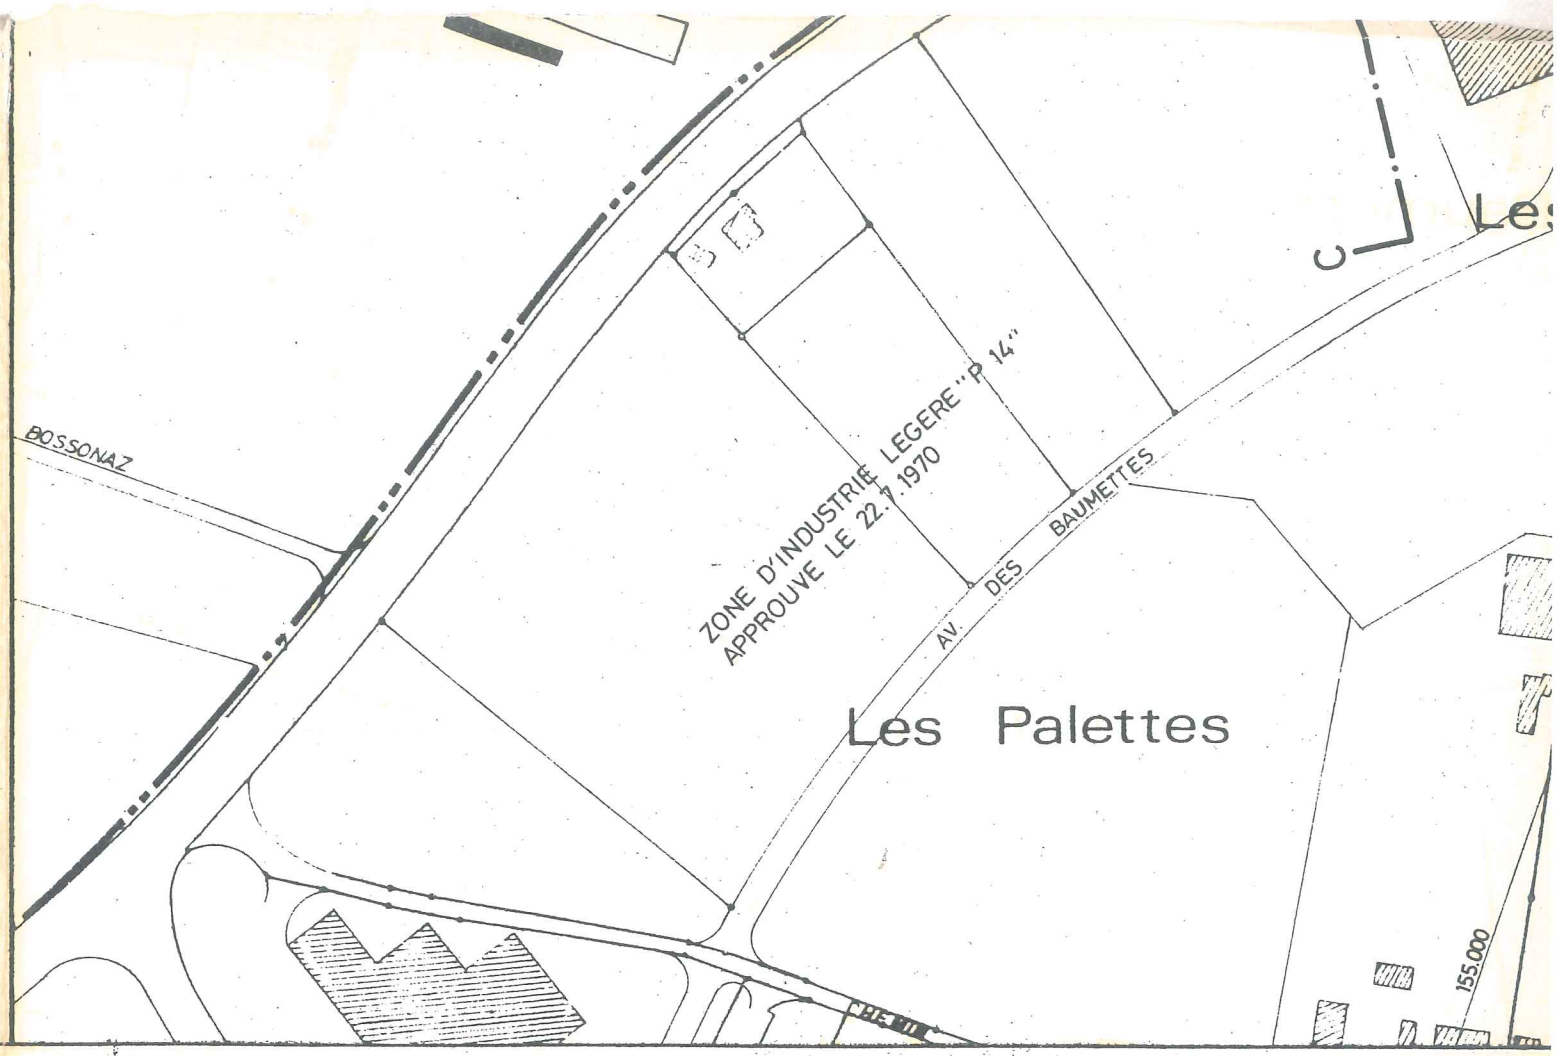 Les
C
ZONE D'INDUSTRIE LEGERE "P 14"
APPROUVE LE 22.7.1970
BOSSONAZ
AV. DES BAUMETTES
Les Palettes
155.000